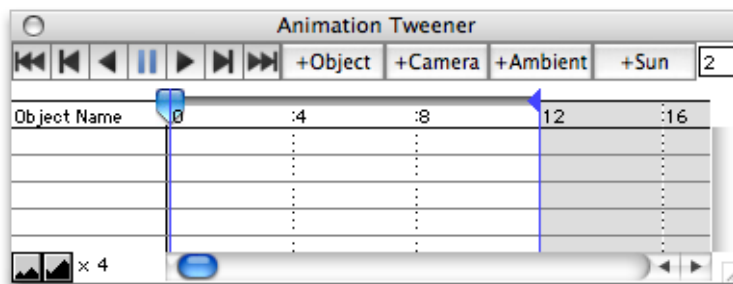 Animation Tweener
+Object +Camera +Ambient +Sun 2
Object Name 0 :4 :8 12 :16
x 4